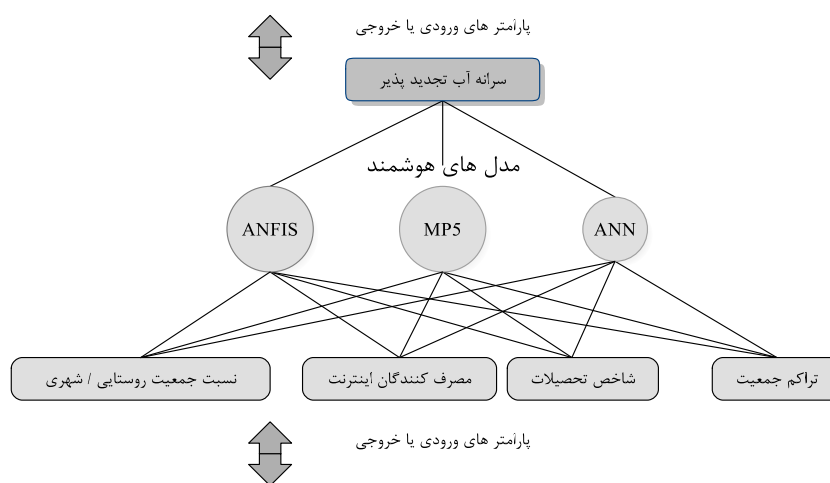 پارامتر های ورودی یا خروجی
سرانه آب تجدید پذیر
مدل های هوشمند
ANFIS
MP5
ANN
نسبت جمعیت روستایی / شهری
مصرف کنندگان اینترنت
شاخص تحصیلات
تراکم جمعیت
پارامتر های ورودی یا خروجی